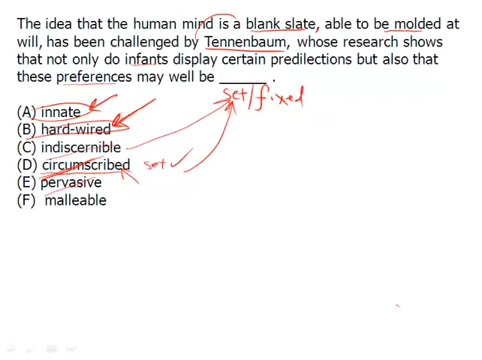 The idea that the human mind is a blank slate, able to be molded at
will, has been challenged by Tennenbaum, whose research shows
that not only do infants display certain predilections but also that
these preferences may well be ______ .
set/fixed
(A) innate
(B) hard-wired
(C) indiscernible
(D) circumscribed set
(E) pervasive
(F) malleable